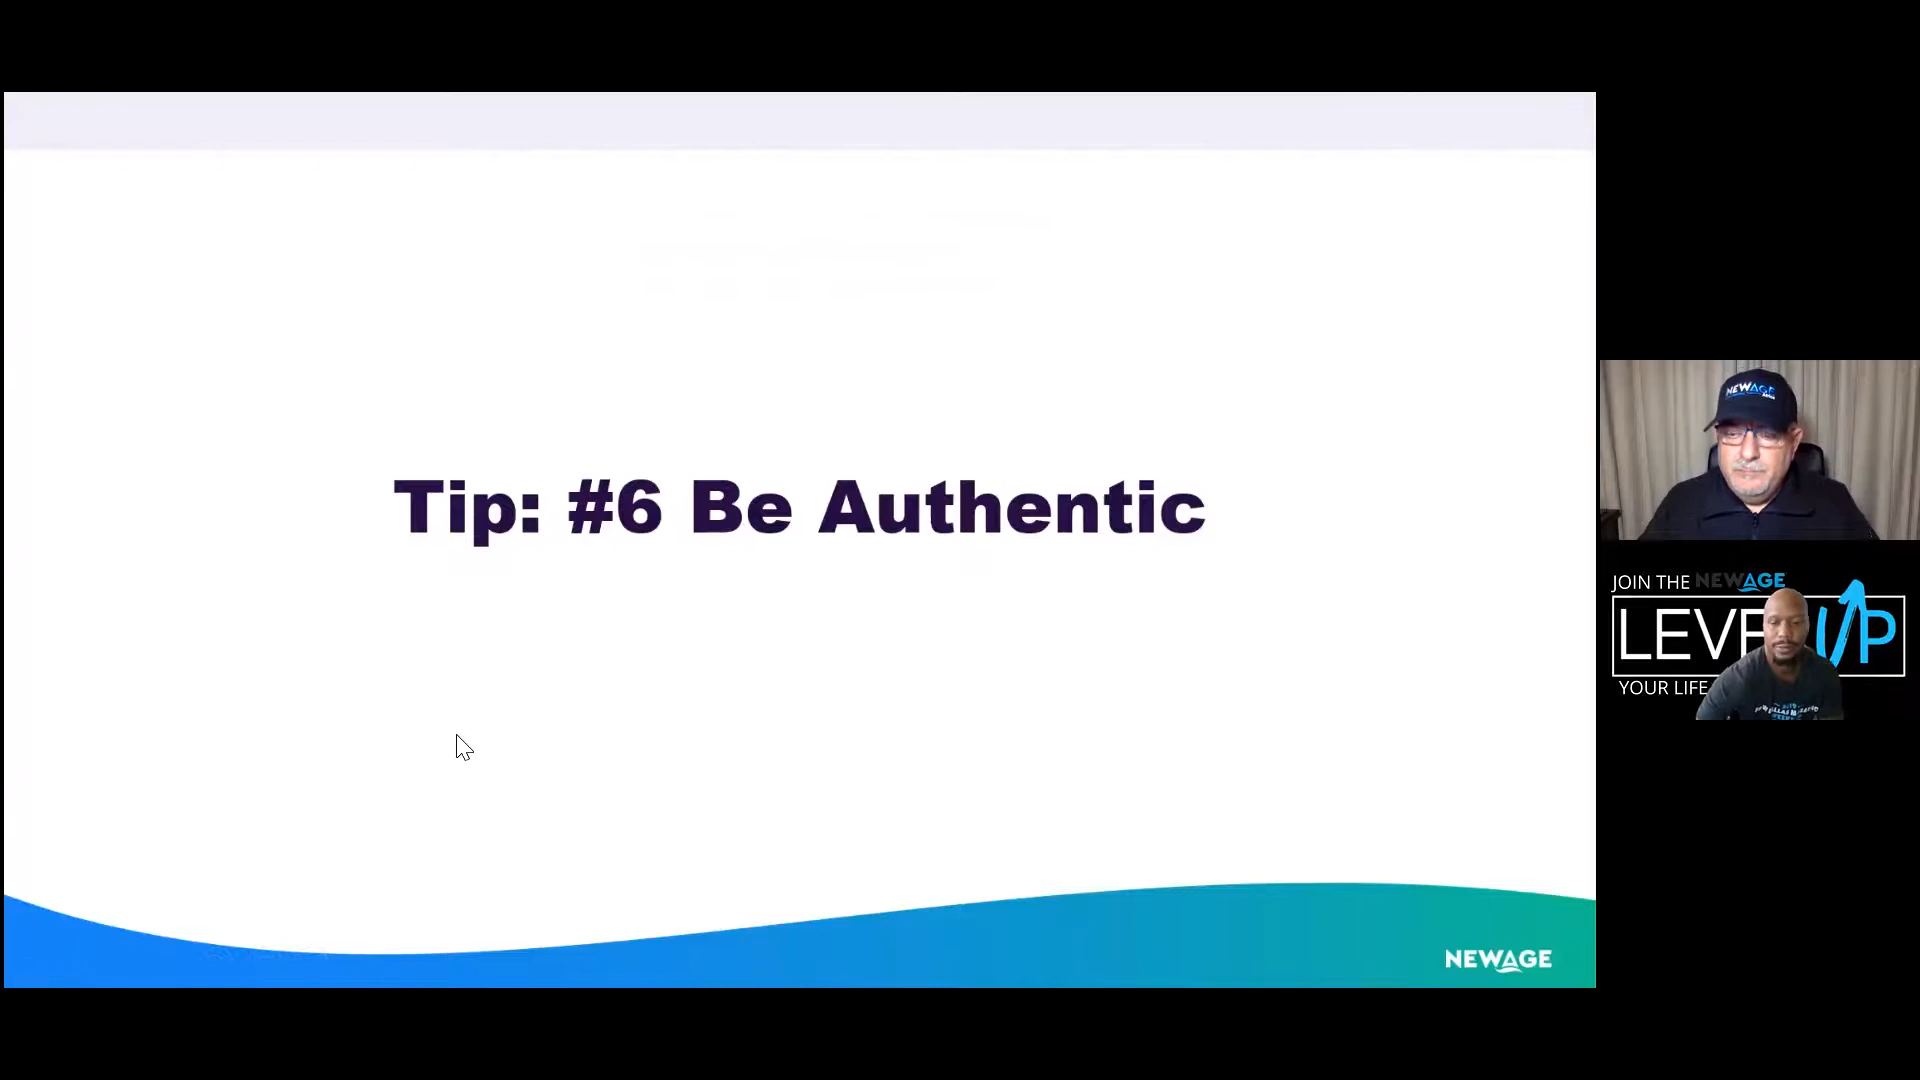 Tip: #6 Be Authentic
NEWAGE
NEWAGE
JOIN THE NEWAGE
LEVE UP
YOUR LIFE